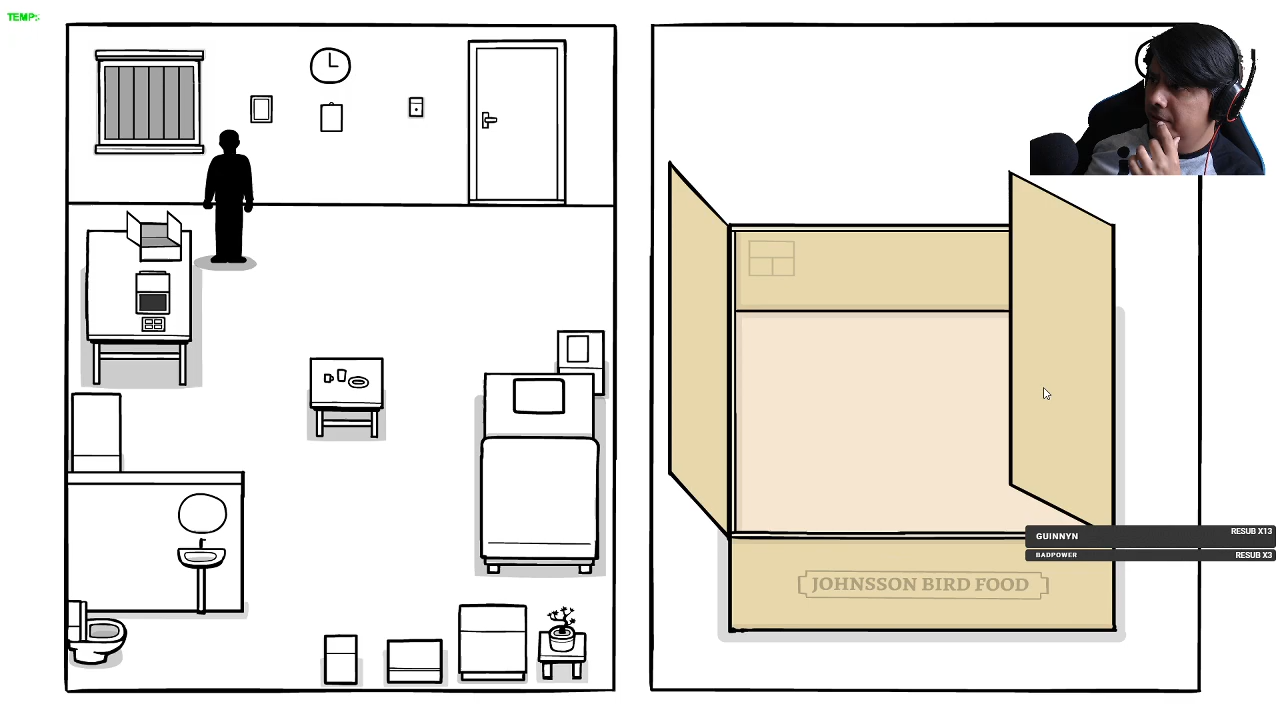 TEMP:
RESUB X13
GUINNYN
BADPOWER
RESUB X3
JOHNSSON BIRD FOOD